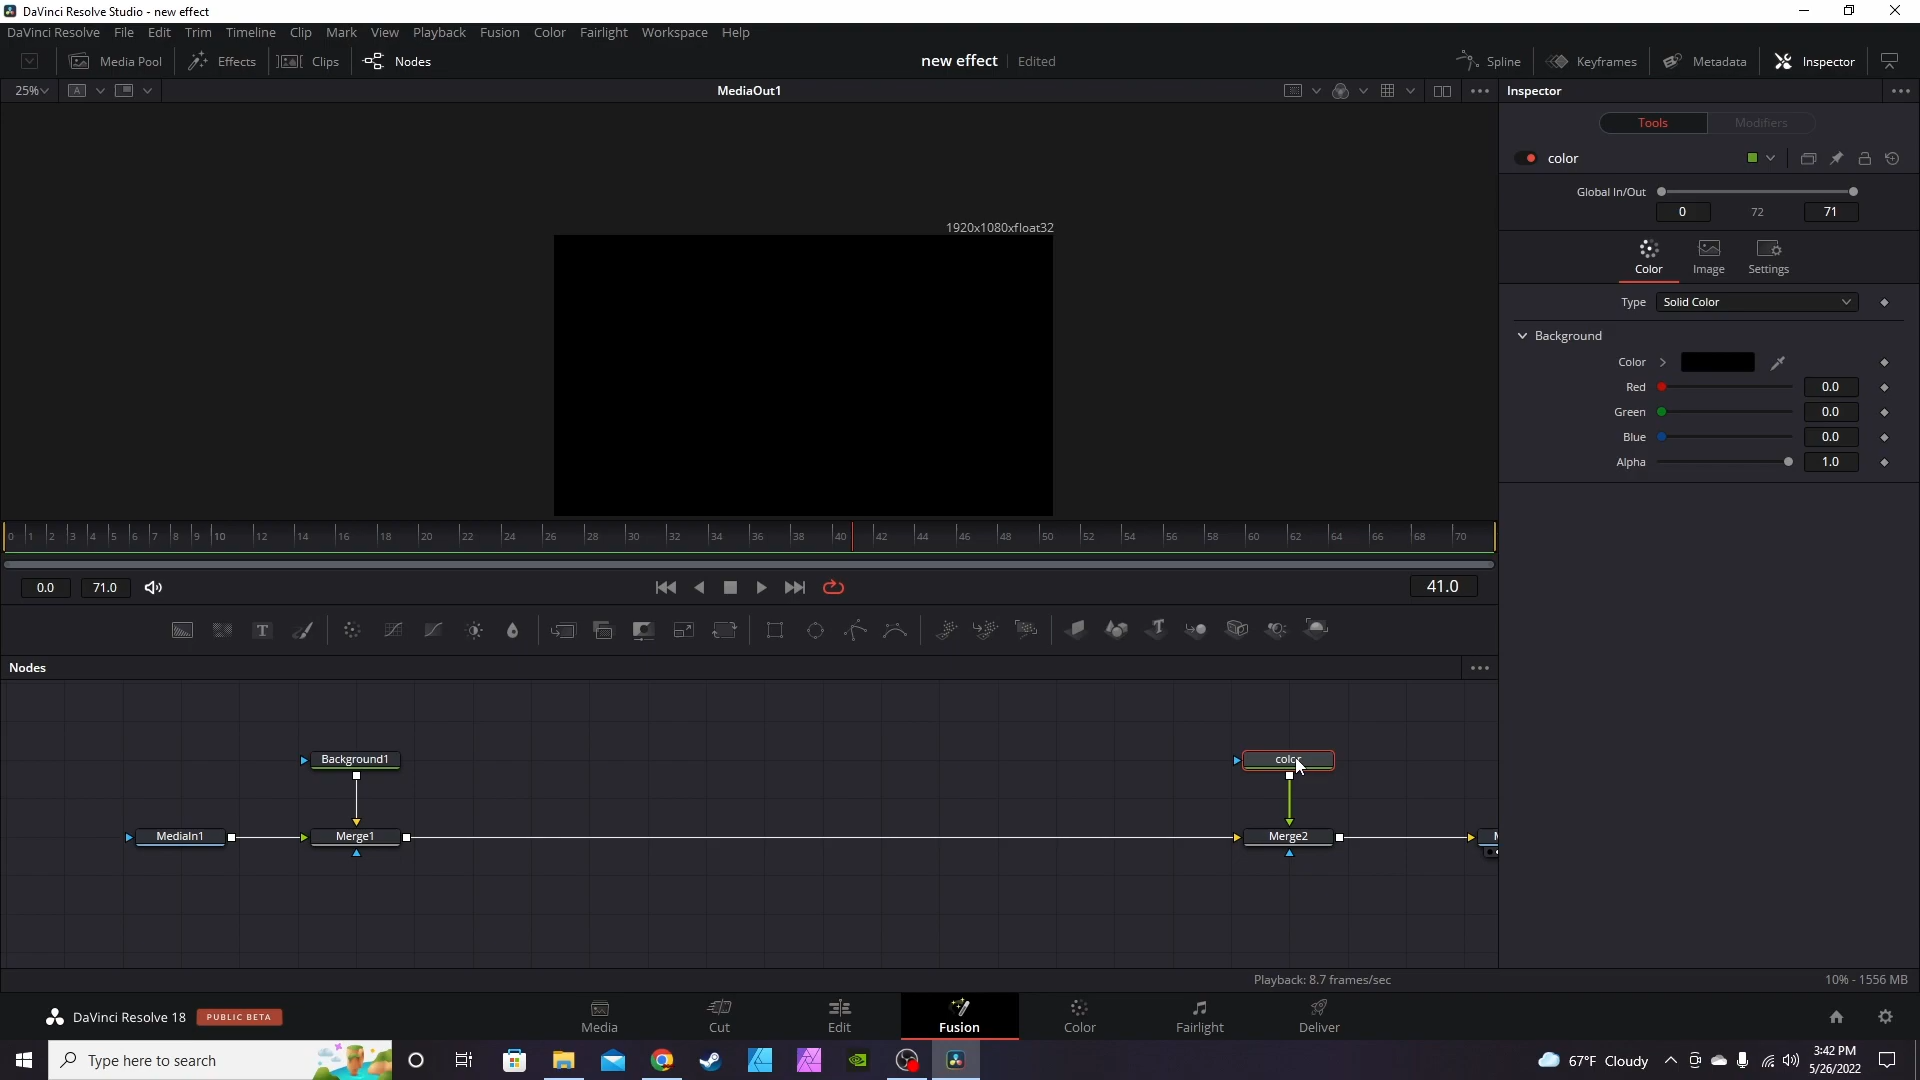 DaVinci Resolve Studio - new effect
DaVinci Resolve File Edit Trim Timeline Clip Mark View Playback Fusion Color Fairlight Workspace Help
Media Pool Effects Clips Nodes new effect Edited Spline Keyframes Metadata Inspector
25% A MediaOut1 Inspector
Tools Modifiers
color
Global In/Out
0 72 71
1920x1080xfloat32
Color Image Settings
Type Solid Color
Background
Color
Red 0.0
Green 0.0
Blue 0.0
Alpha 1.0
0 1 2 3 4 5 6 7 8 9 10 12 14 16 18 20 22 24 26 28 30 32 34 36 38 40 42 44 46 48 50 52 54 56 58 60 62 64 66 68 70
0.0 71.0 41.0
T T
Nodes
Background1 color
MediaIn1 Merge1 Merge2 M
Playback: 8.7 frames/sec 10% - 1556 MB
DaVinci Resolve 18 PUBLIC BETA Media Cut Edit Fusion Color Fairlight Deliver
Type here to search 67°F Cloudy 3:42 PM
5/26/2022